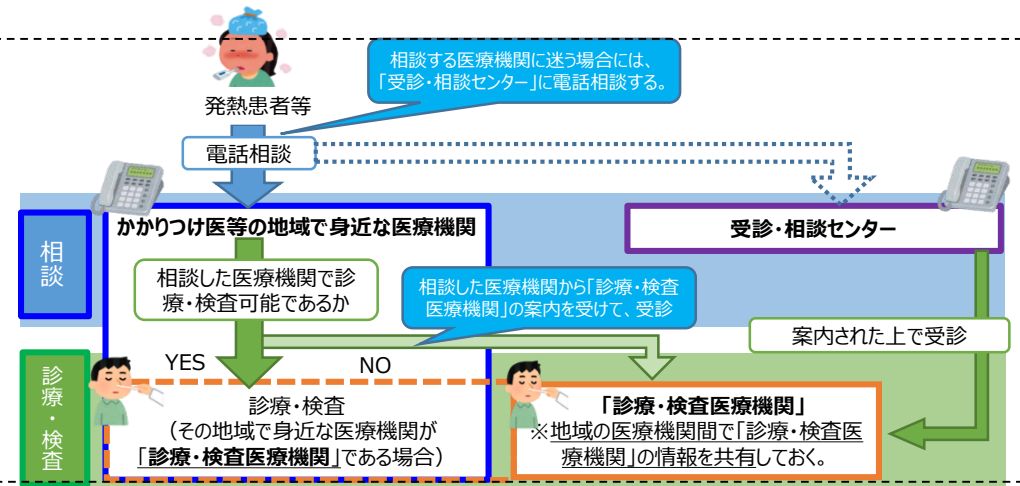 相談する医療機関に迷う場合には、
「受診・相談センター」に電話相談する。
発熱患者等
電話相談
相談
かかりつけ医等の地域で身近な医療機関
受診・相談センター
相談した医療機関で診
療・検査可能であるか
相談した医療機関から「診療・検査
医療機関」の案内を受けて、受診
案内された上で受診
YES
NO
診療・検査
診療・検査
（その地域で身近な医療機関が
「診療・検査医療機関」である場合）
「診療・検査医療機関」
※地域の医療機関間で「診療・検査医
療機関」の情報を共有しておく。